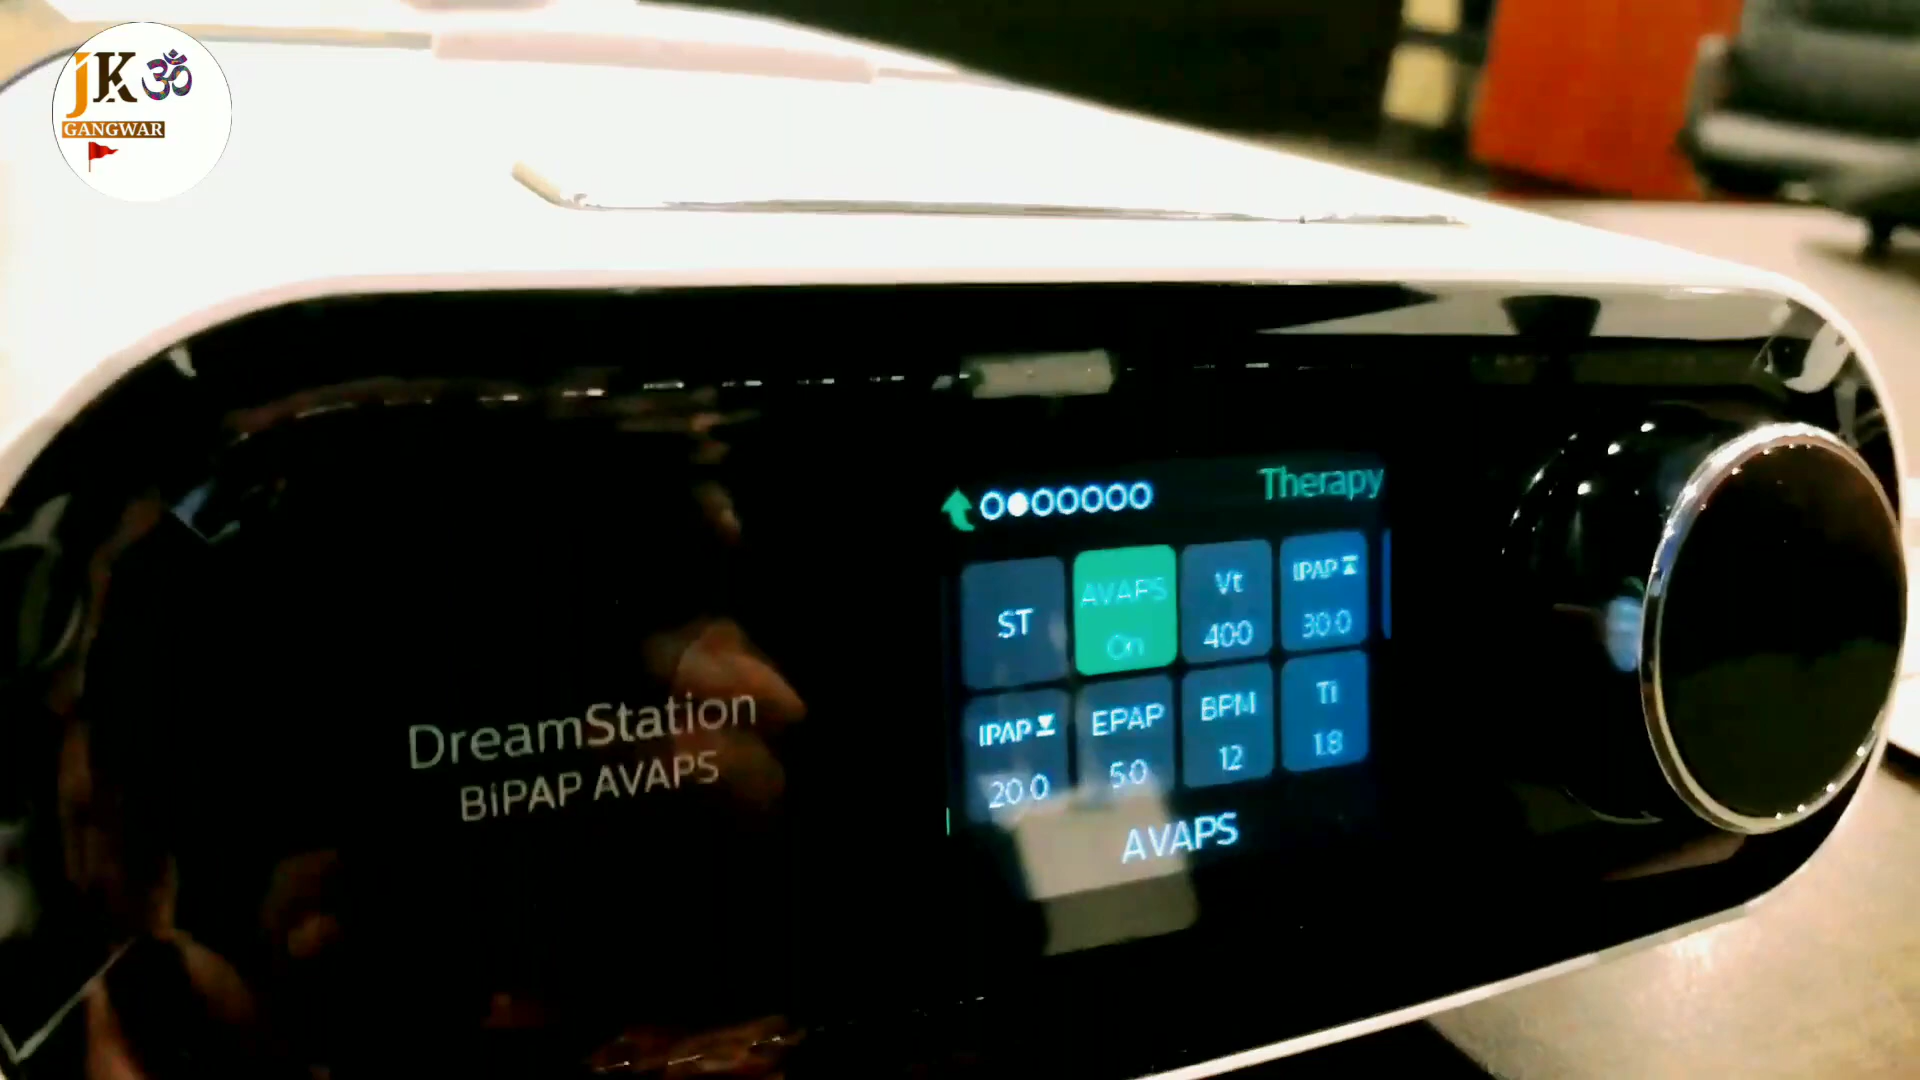 JK ॐ
GANGWAR
Therapy
ST
AVAPS
On
Vt
400
IPAP
30.0
IPAP
20.0
EPAP
5.0
BPM
12
Ti
1.8
AVAPS
DreamStation
BiPAP AVAPS